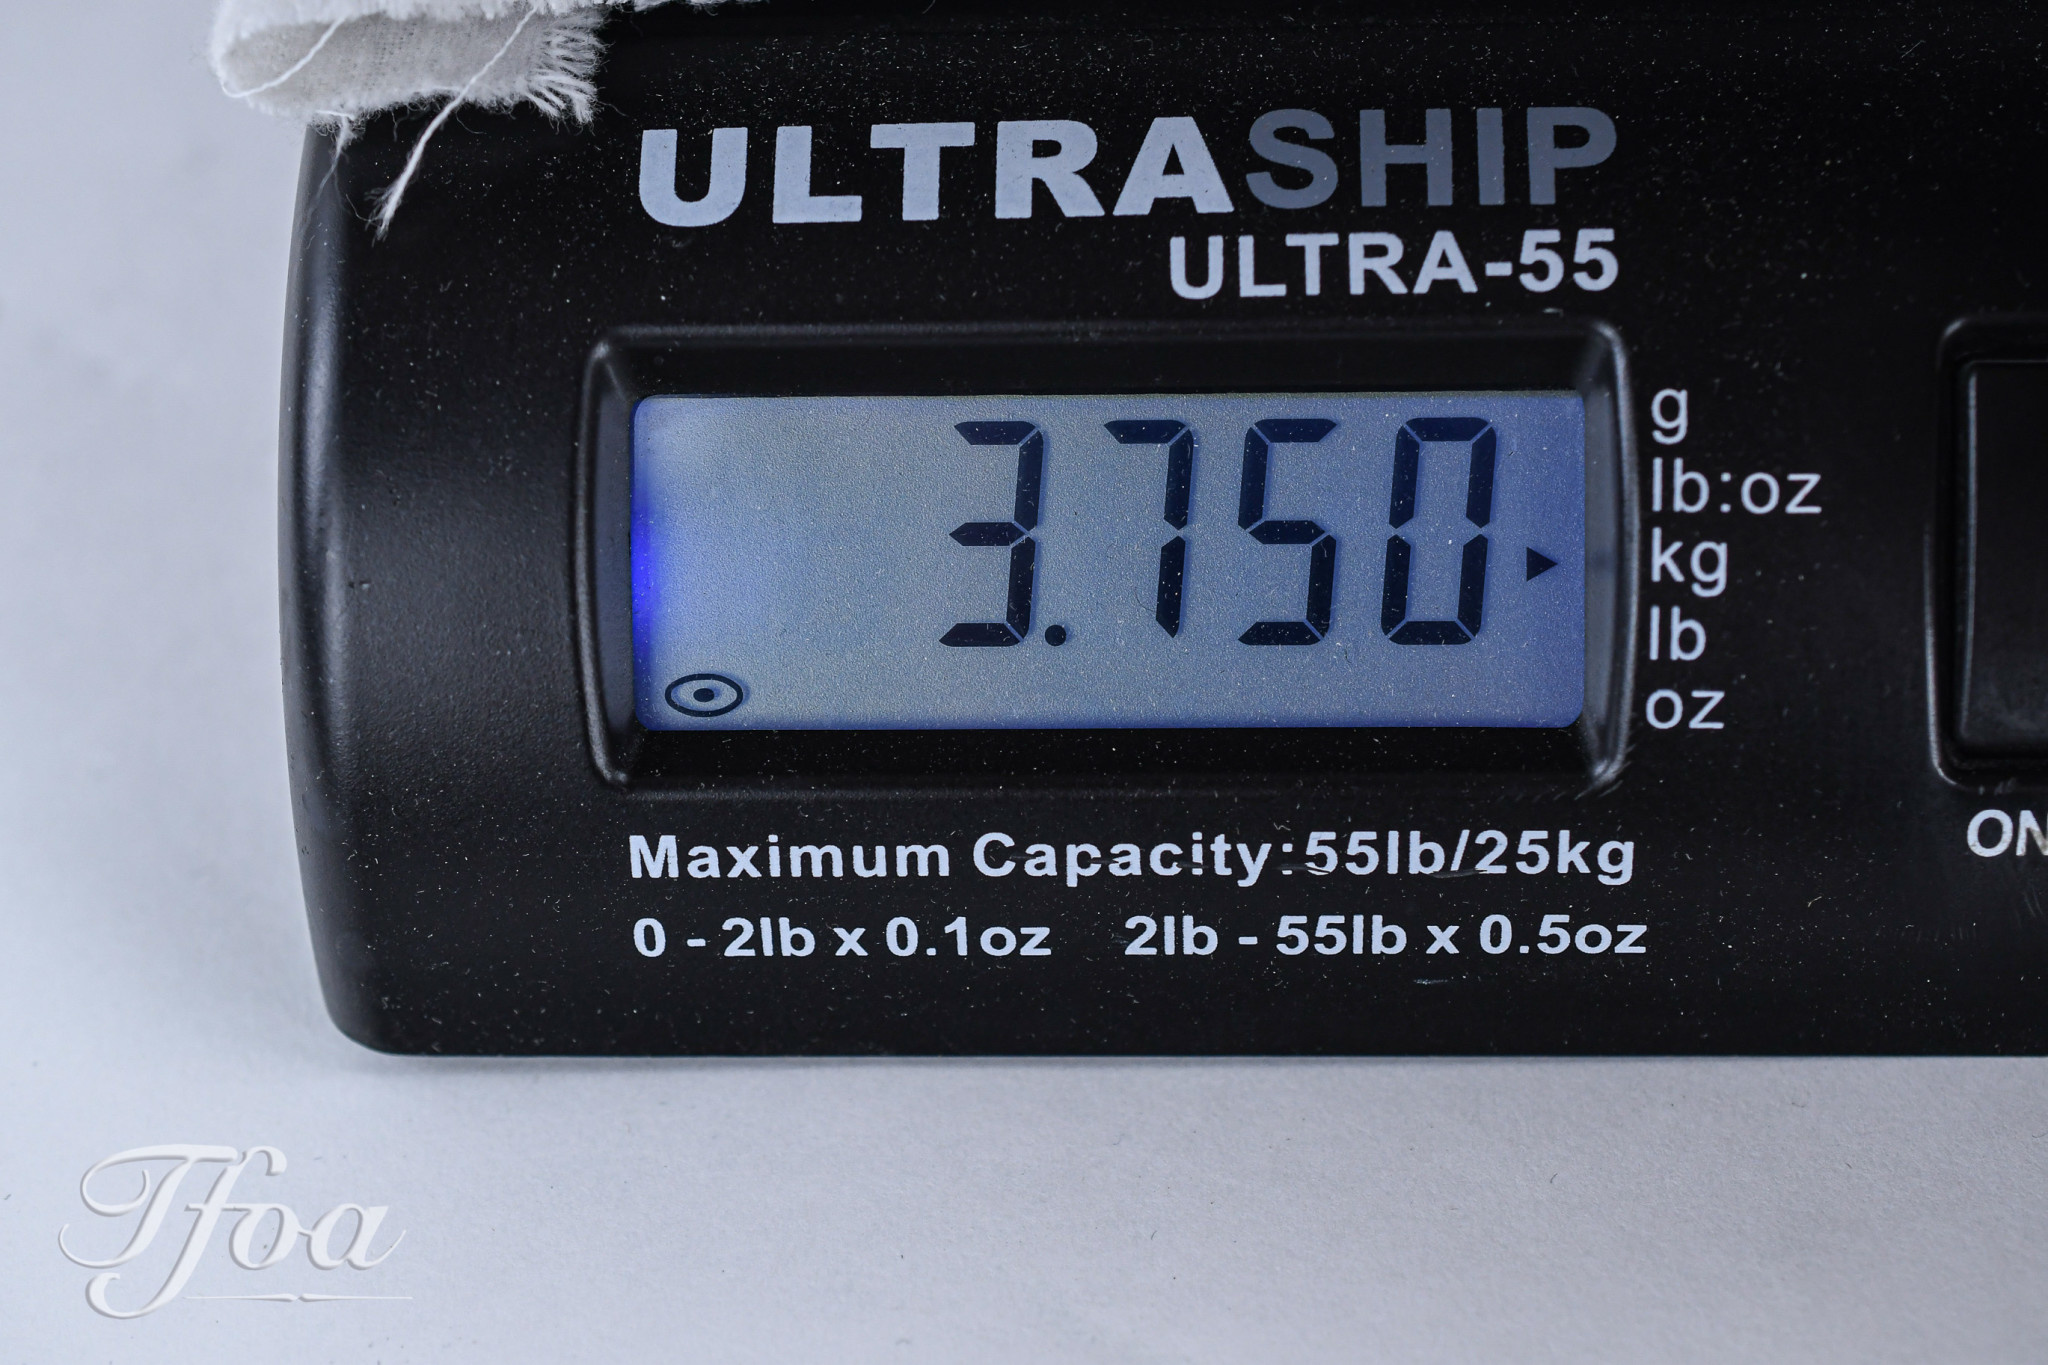 ULTRASHIP
ULTRA-55
3.750
g
lb:oz
kg
lb
oz
Maximum Capacity:55lb/25kg
0 - 2lb x 0.1oz 2lb - 55lb x 0.5oz
ON
Tfoa